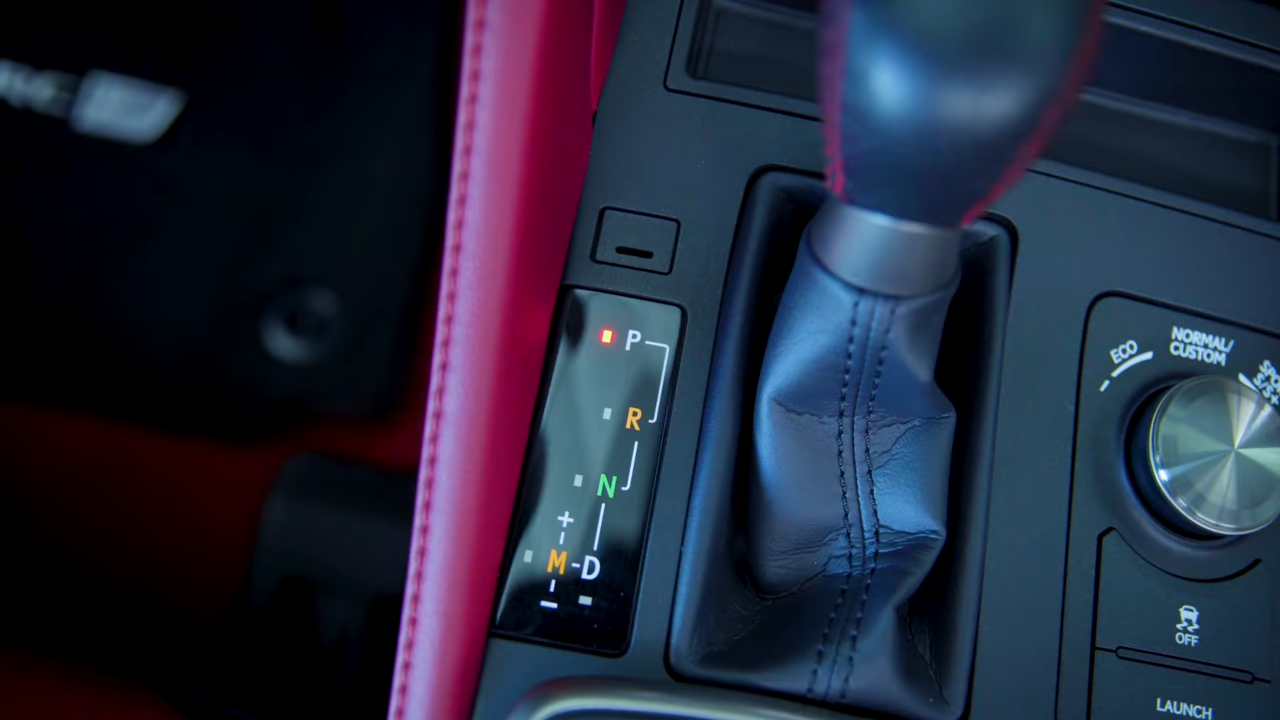 P
R
N
+
M-D
−
ECO
NORMAL/
CUSTOM
OFF
LAUNCH